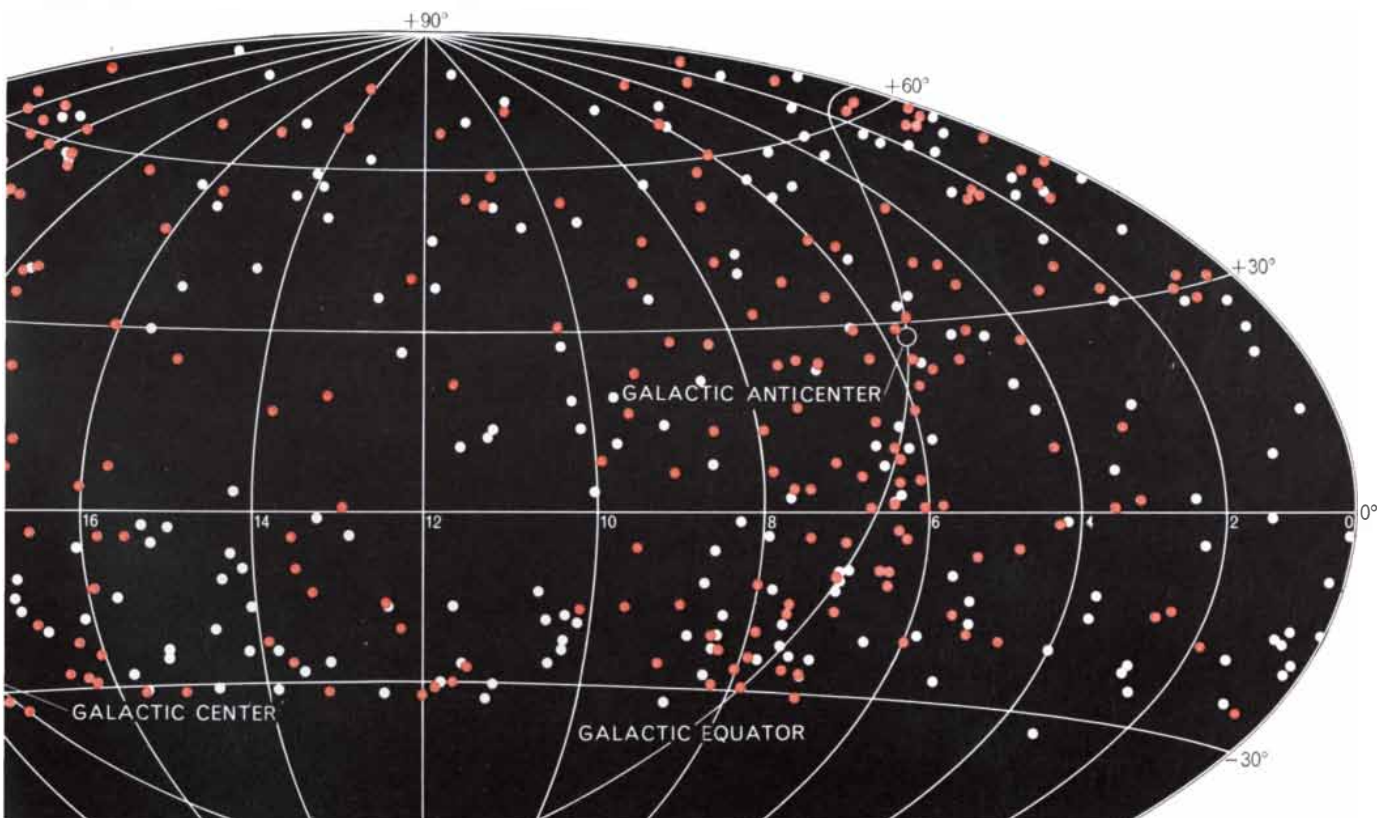 +90°
+60°
+30°
GALACTIC ANTICENTER
16 14 12 10 8 6 4 2 0
0°
GALACTIC CENTER
GALACTIC EQUATOR
−30°